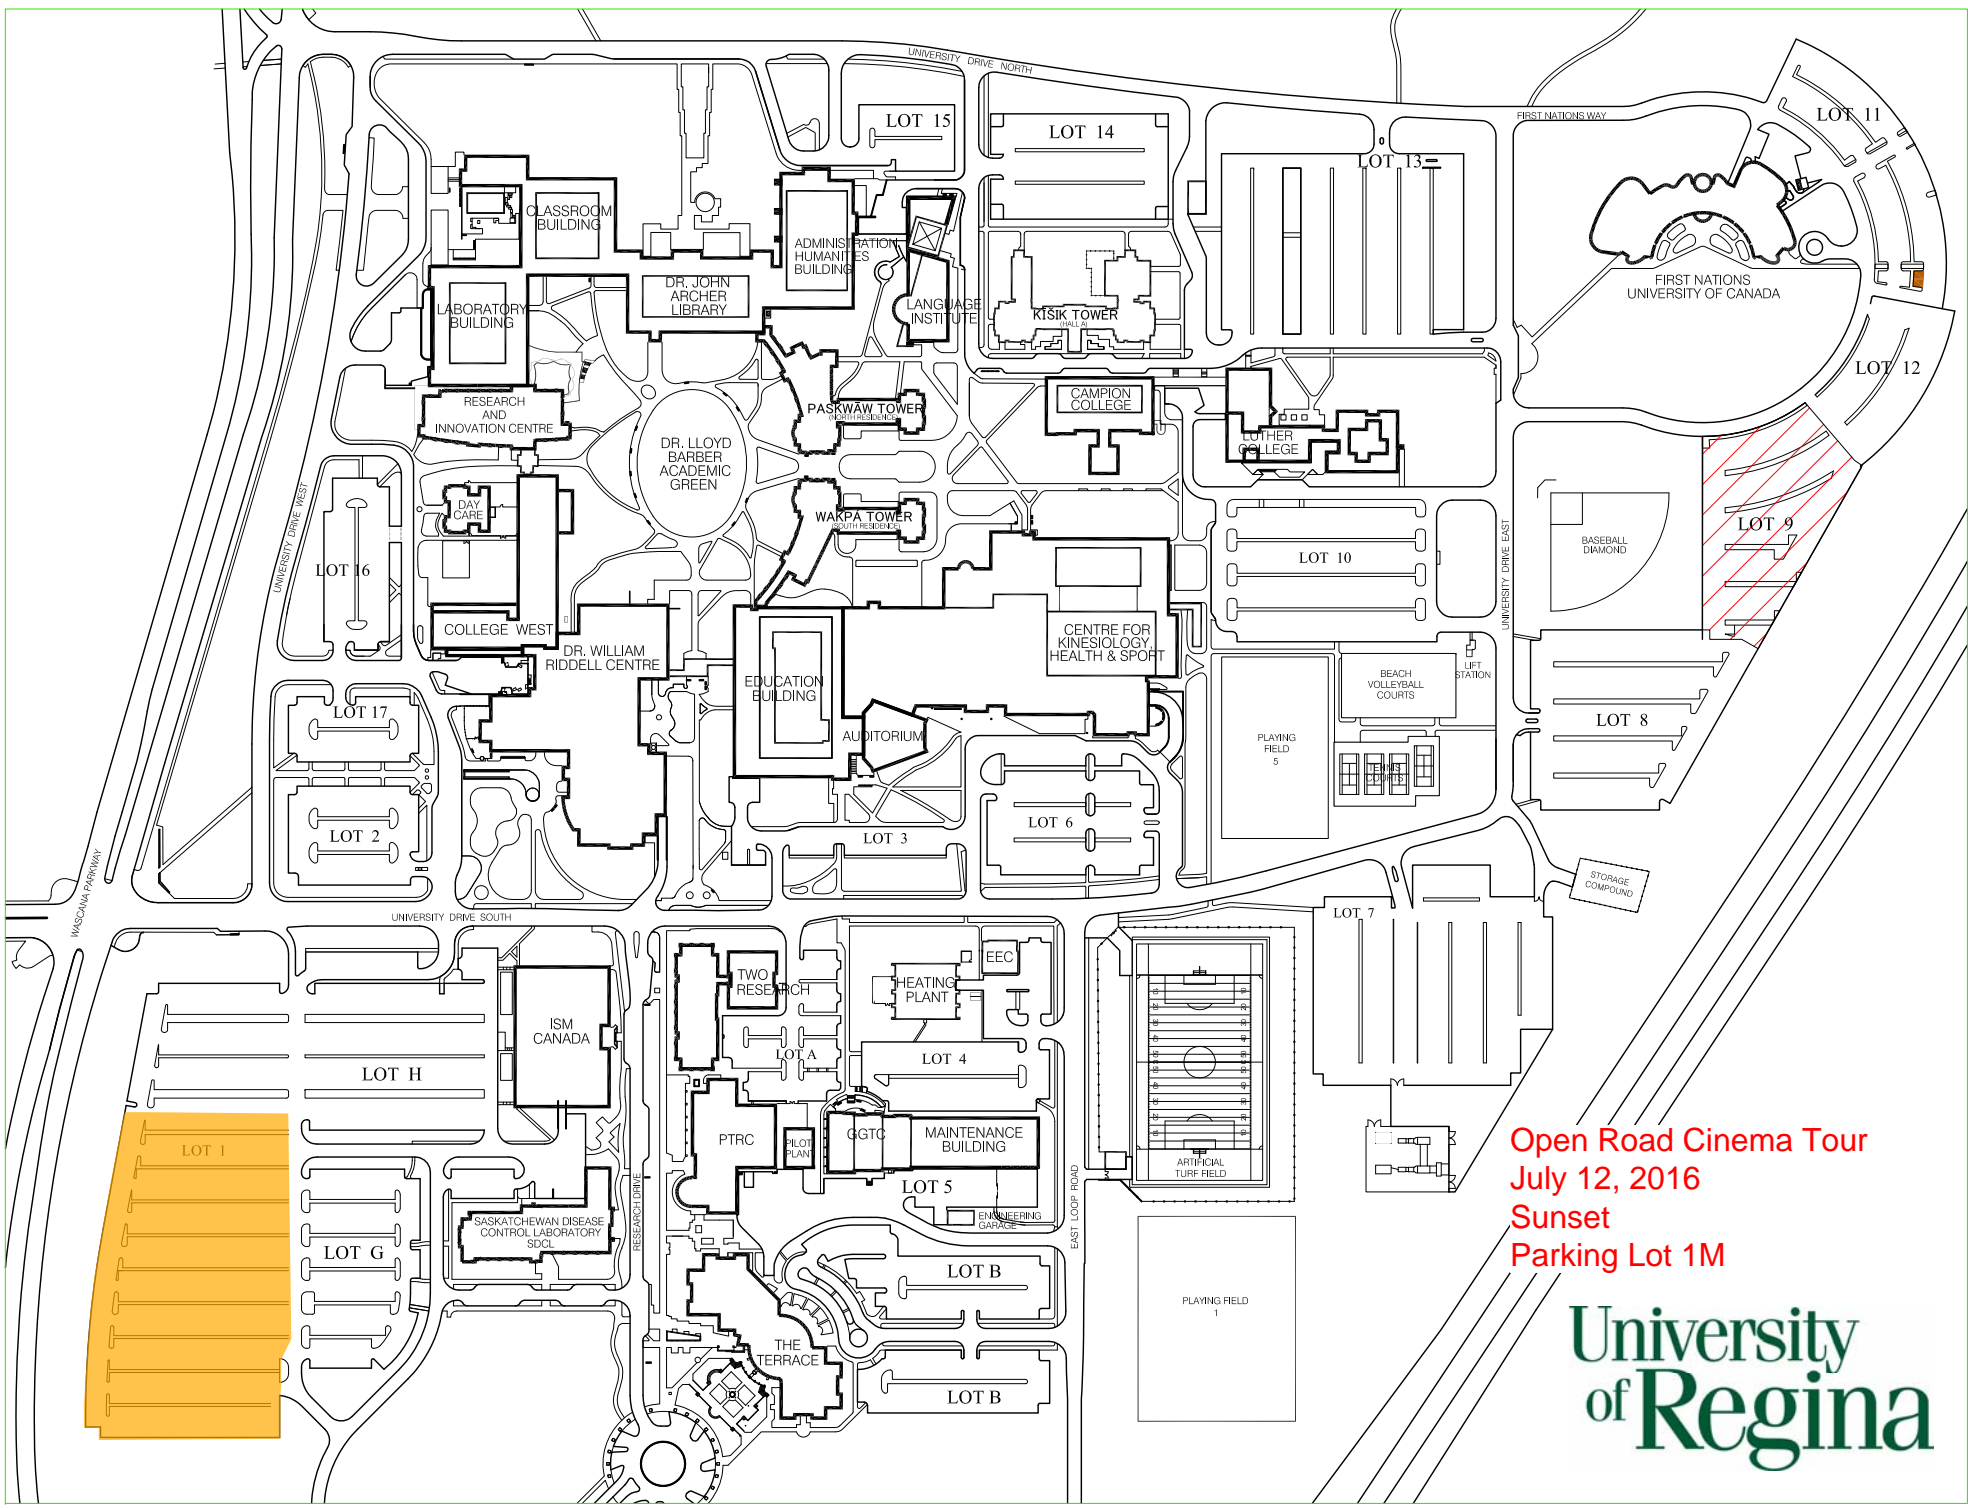 UNIVERSITY DRIVE NORTH
LOT 15
LOT 14
LOT 13
FIRST NATIONS WAY
LOT 11
CLASSROOM
BUILDING
ADMINISTRATION
HUMANITIES
BUILDING
DR. JOHN
ARCHER
LIBRARY
LABORATORY
BUILDING
LANGUAGE
INSTITUTE
KĪŠIK TOWER
(HALL A)
FIRST NATIONS
UNIVERSITY OF CANADA
LOT 12
RESEARCH
AND
INNOVATION CENTRE
PASKWĀW TOWER
(NORTH RESIDENCE)
CAMPION
COLLEGE
LUTHER
COLLEGE
DR. LLOYD
BARBER
ACADEMIC
GREEN
DAY
CARE
WAKPÁ TOWER
(SOUTH RESIDENCE)
UNIVERSITY DRIVE WEST
LOT 16
LOT 10
UNIVERSITY DRIVE EAST
BASEBALL
DIAMOND
LOT 9
COLLEGE WEST
DR. WILLIAM
RIDDELL CENTRE
EDUCATION
BUILDING
CENTRE FOR
KINESIOLOGY,
HEALTH & SPORT
AUDITORIUM
BEACH
VOLLEYBALL
COURTS
LIFT
STATION
PLAYING
FIELD
5
TENNIS
COURTS
LOT 8
LOT 17
LOT 2
LOT 3
LOT 6
STORAGE
COMPOUND
WASCANA PARKWAY
UNIVERSITY DRIVE SOUTH
LOT 7
TWO
RESEARCH
HEATING
PLANT
EEC
ISM
CANADA
LOT A
LOT 4
LOT H
PTRC
PILOT
PLANT
GGTC
MAINTENANCE
BUILDING
ARTIFICIAL
TURF FIELD
LOT 1
LOT 5
ENGINEERING
GARAGE
RESEARCH DRIVE
EAST LOOP ROAD
SASKATCHEWAN DISEASE
CONTROL LABORATORY
SDCL
LOT G
LOT B
THE
TERRACE
LOT B
PLAYING FIELD
1
Open Road Cinema Tour
July 12, 2016
Sunset
Parking Lot 1M
University
of Regina